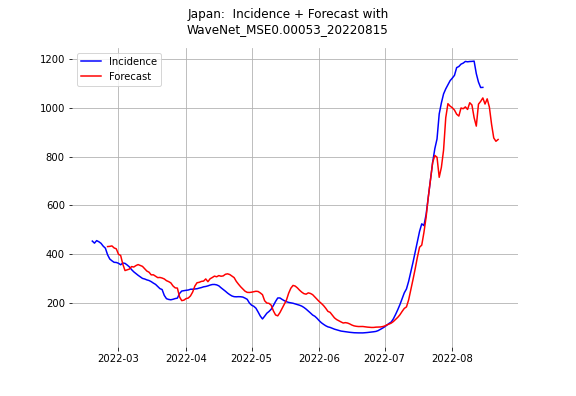 Japan:  Incidence + Forecast with
WaveNet_MSE0.00053_20220815
Incidence
Forecast
1200
1000
800
600
400
200
2022-03 2022-04 2022-05 2022-06 2022-07 2022-08